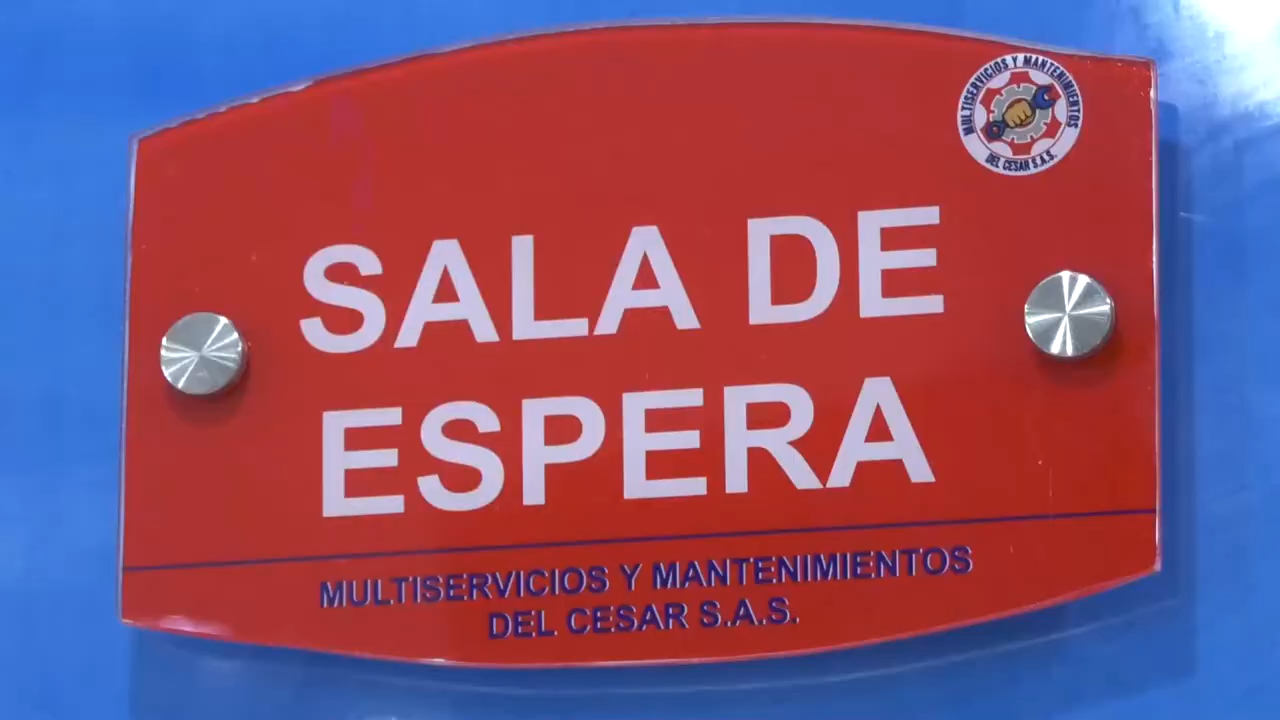 MULTISERVICIOS Y MANTENIMIENTOS
DEL CESAR S.A.S.
SALA DE
ESPERA
MULTISERVICIOS Y MANTENIMIENTOS
DEL CESAR S.A.S.